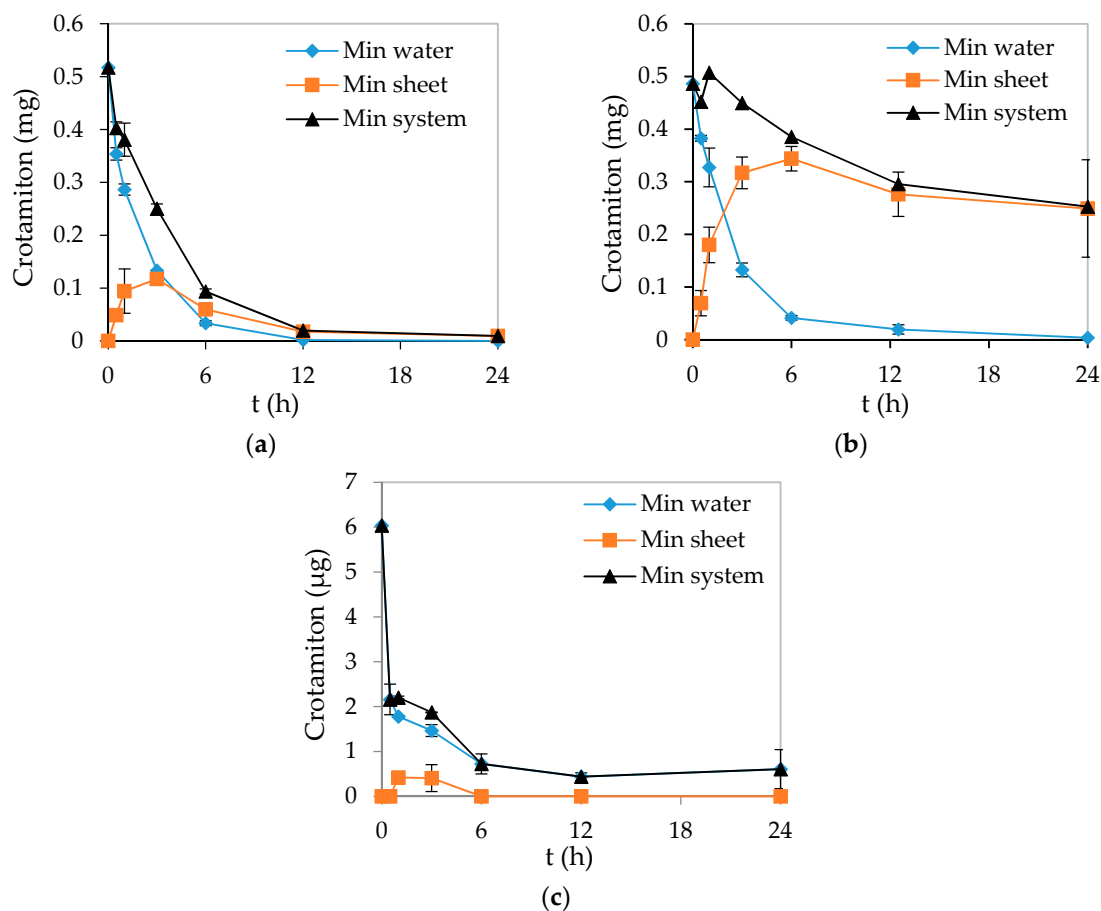 0.6
0.5
0.4
0.3
0.2
0.1
0
Crotamiton (mg)
Min water
Min sheet
Min system
0 6 12 18 24
t (h)
(a)
0.6
0.5
0.4
0.3
0.2
0.1
0
Crotamiton (mg)
Min water
Min sheet
Min system
0 6 12 18 24
t (h)
(b)
7
6
5
4
3
2
1
0
Crotamiton (µg)
Min water
Min sheet
Min system
0 6 12 18 24
t (h)
(c)